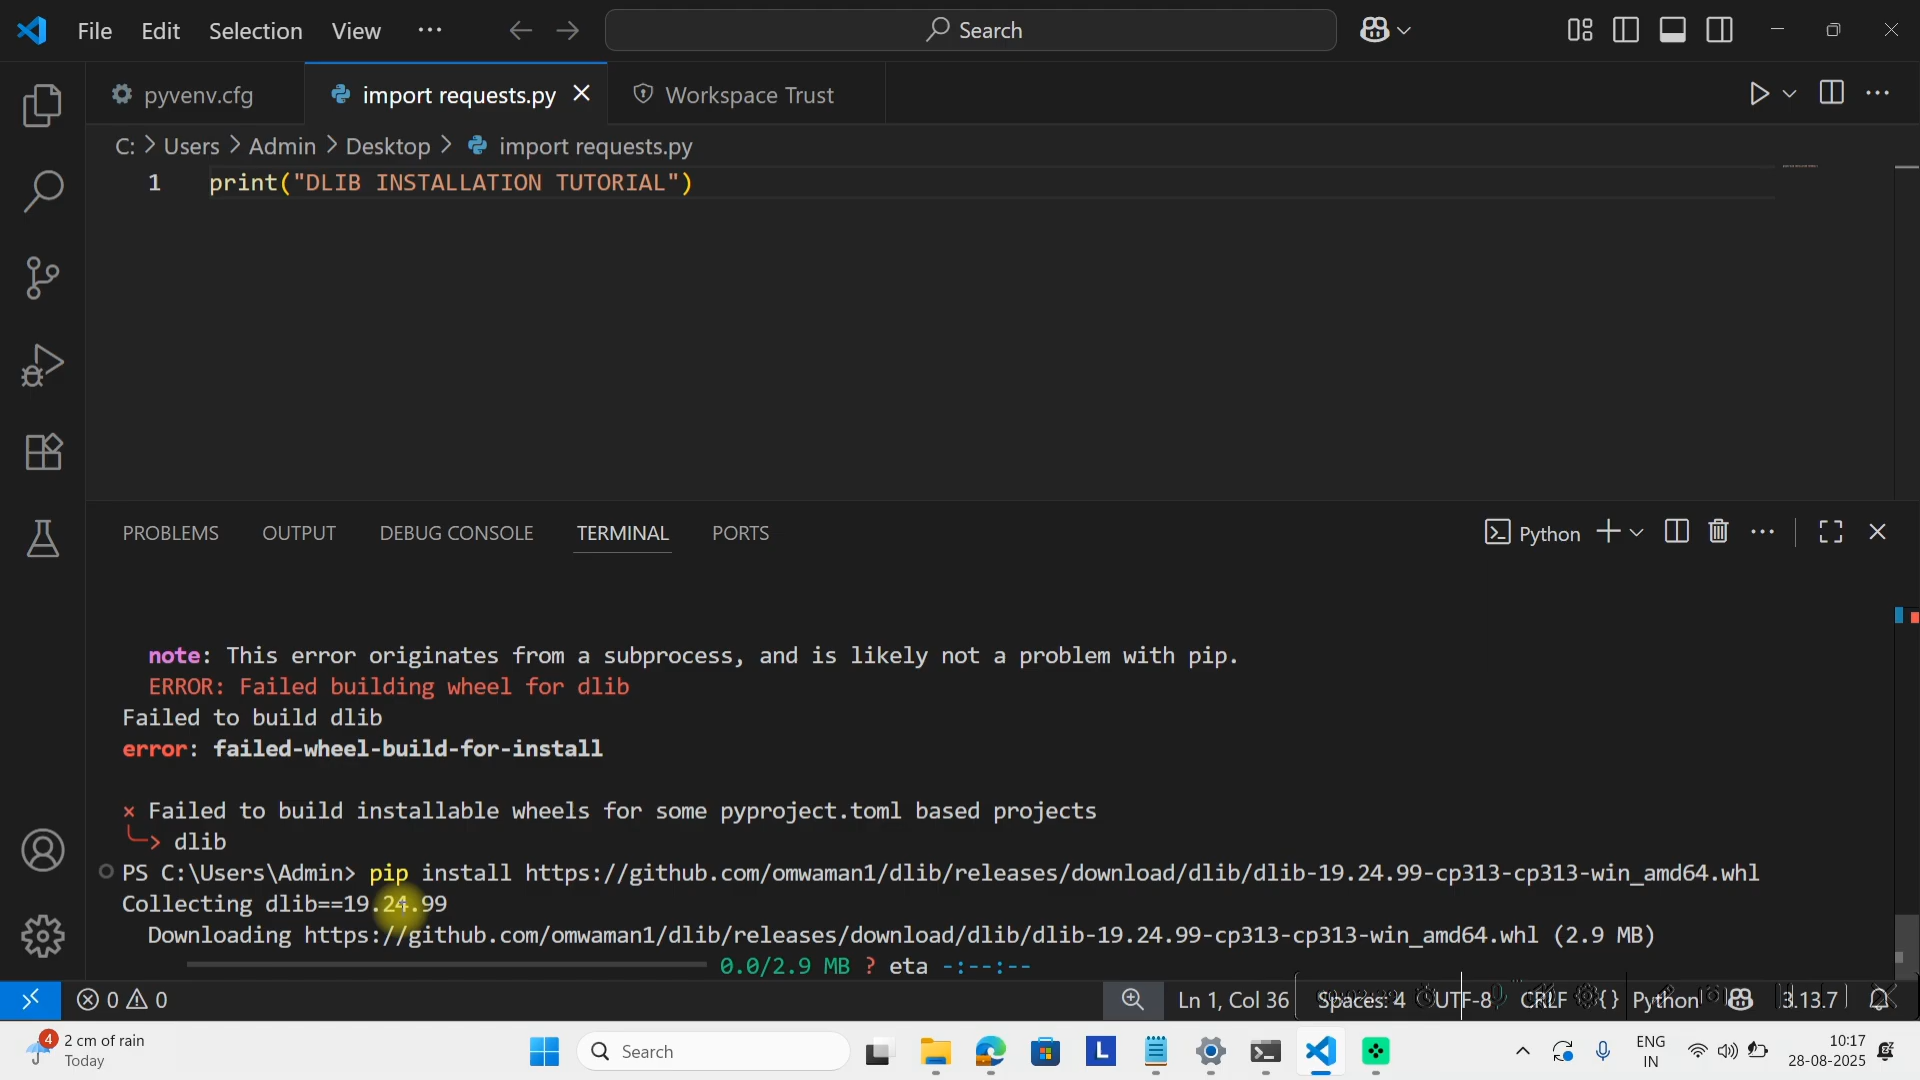 File Edit Selection View ··· Search
pyvenv.cfg import requests.py Workspace Trust
C: > Users > Admin > Desktop > import requests.py
1 print("DLIB INSTALLATION TUTORIAL")
PROBLEMS OUTPUT DEBUG CONSOLE TERMINAL PORTS Python
note: This error originates from a subprocess, and is likely not a problem with pip.
ERROR: Failed building wheel for dlib
Failed to build dlib
error: failed-wheel-build-for-install
× Failed to build installable wheels for some pyproject.toml based projects
╰─> dlib
PS C:\Users\Admin> pip install https://github.com/omwaman1/dlib/releases/download/dlib/dlib-19.24.99-cp313-cp313-win_amd64.whl
Collecting dlib==19.24.99
Downloading https://github.com/omwaman1/dlib/releases/download/dlib/dlib-19.24.99-cp313-cp313-win_amd64.whl (2.9 MB)
0.0/2.9 MB ? eta -:--:--
0 0 Ln 1, Col 36 Spaces: 4 UTF-8 CRLF {} Python 3.13.7
4 2 cm of rain
Today
Search
L
ENG
IN
10:17
28-08-2025